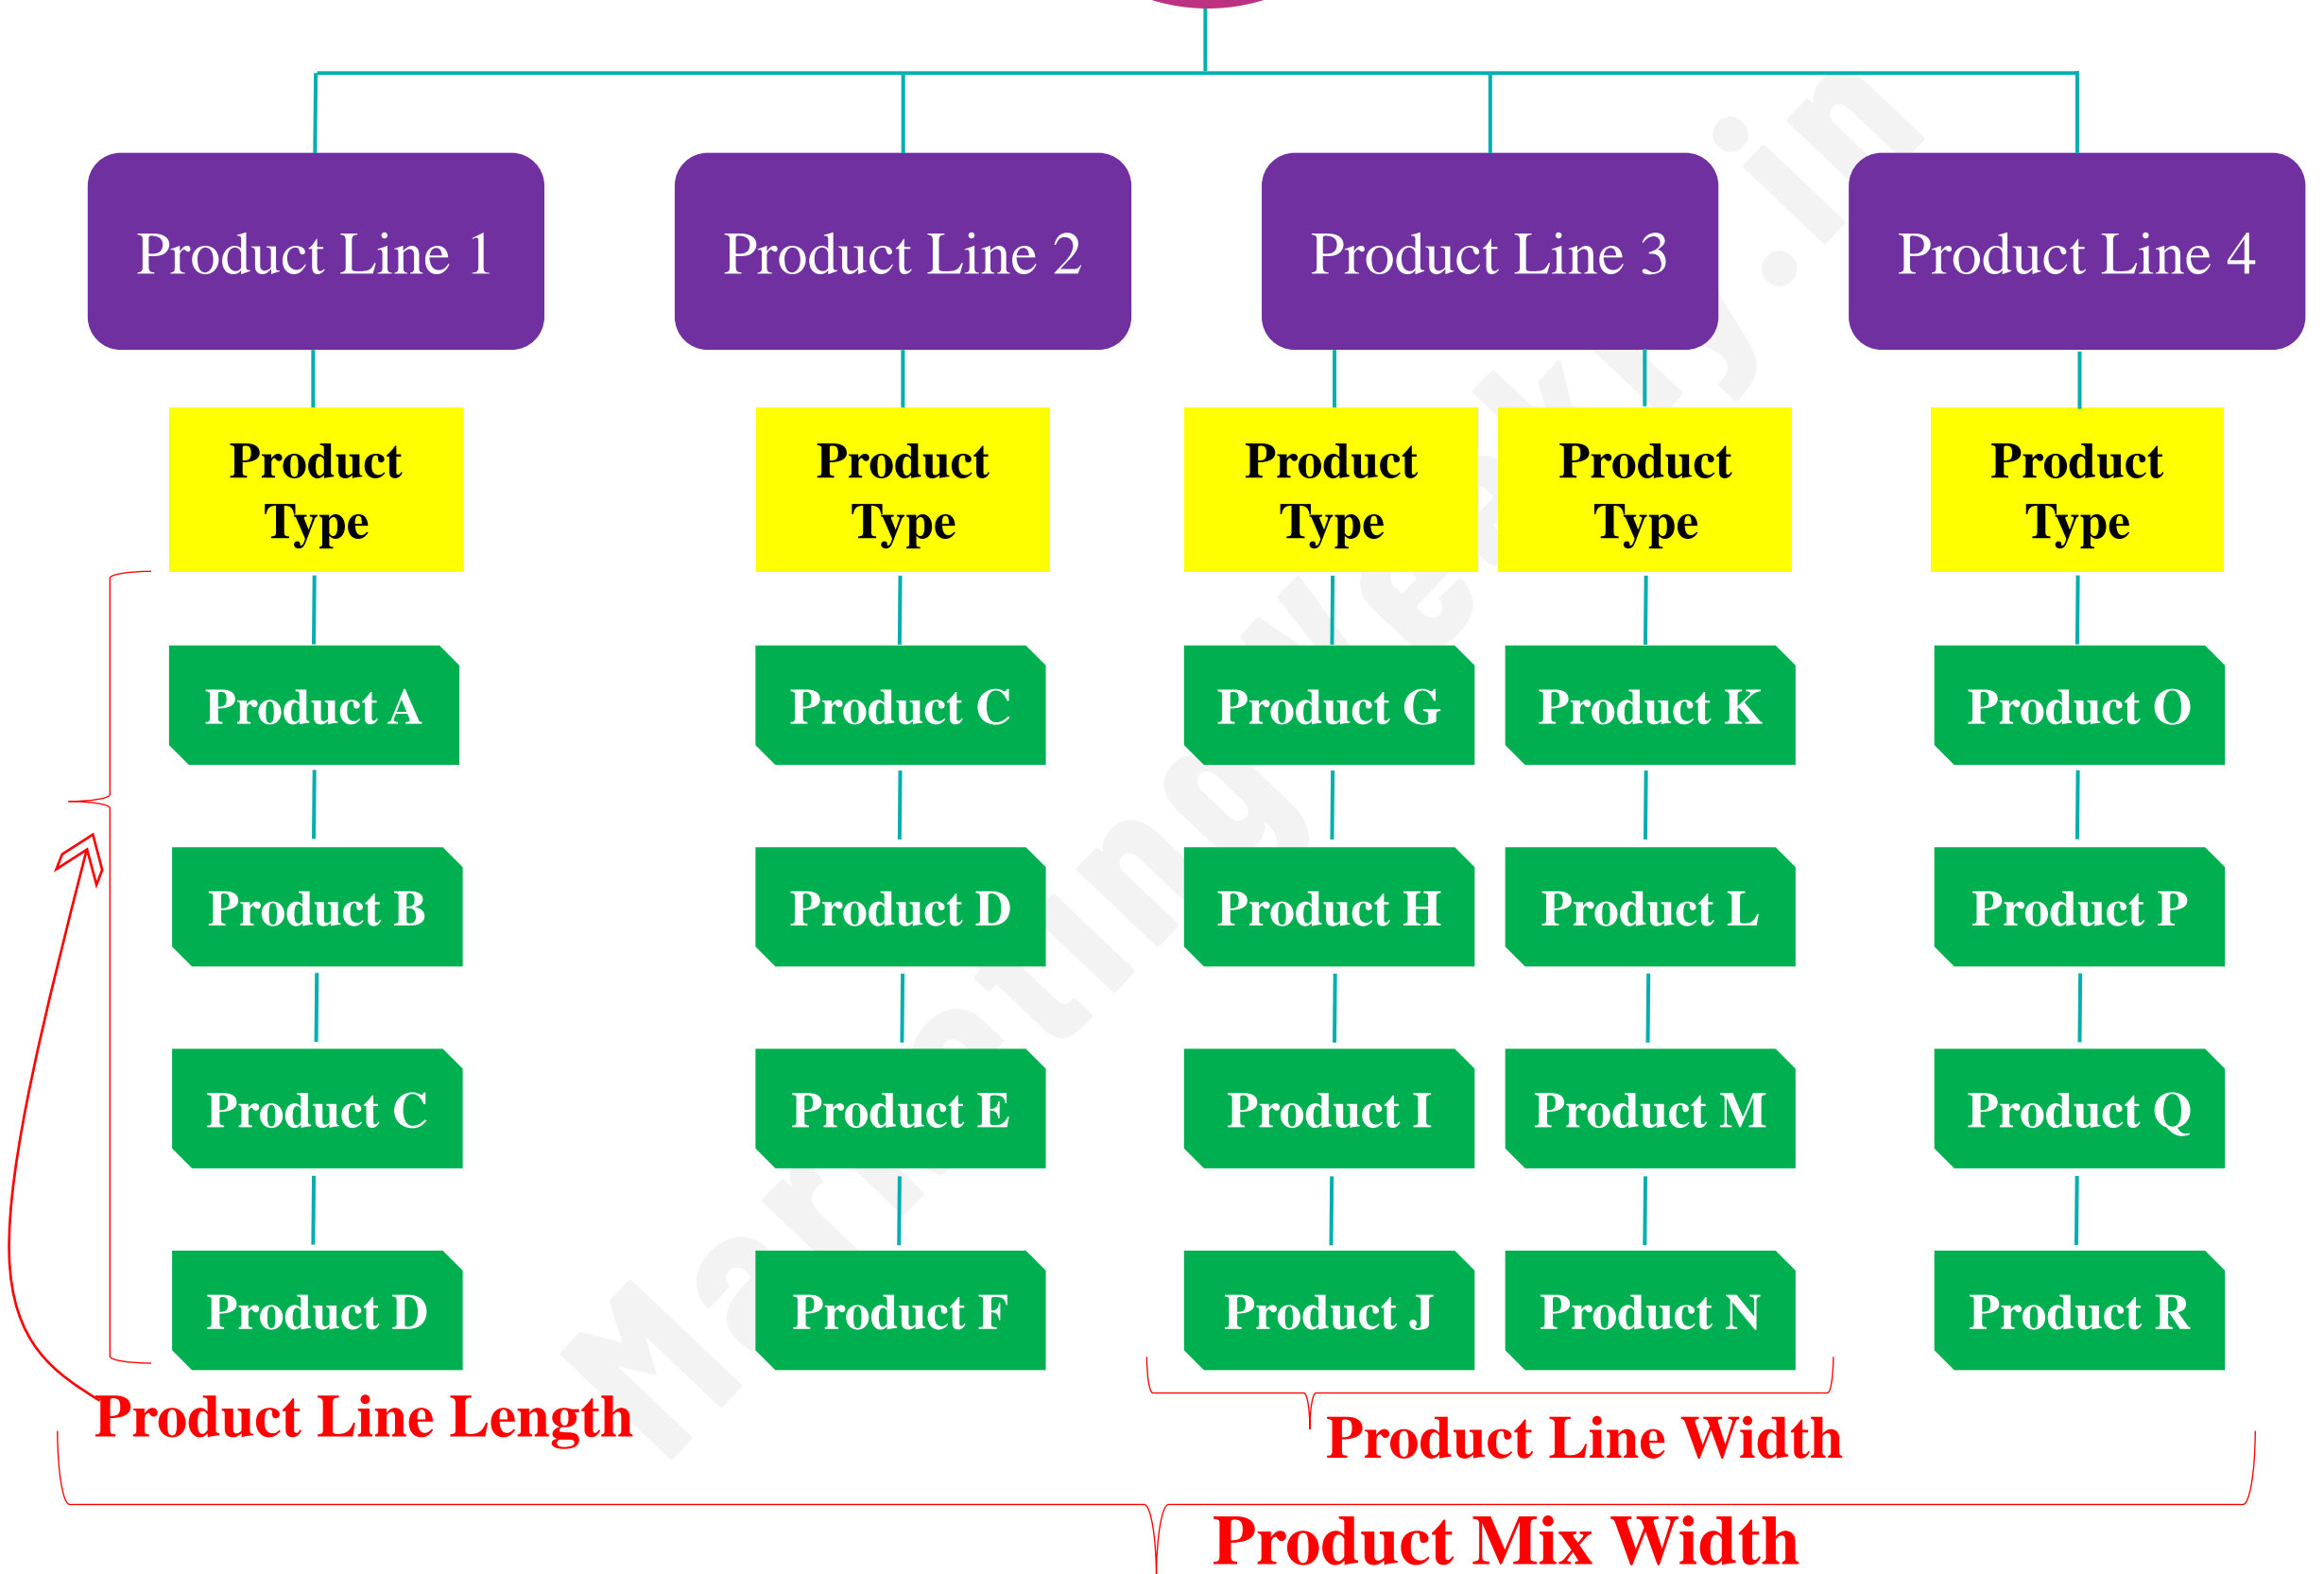 Product Line 1
Product Line 2
Product Line 3
Product Line 4
Product
Type
Product
Type
Product
Type
Product
Type
Product
Type
Product A
Product C
Product G
Product K
Product O
Product B
Product D
Product H
Product L
Product P
Product C
Product E
Product I
Product M
Product Q
Product D
Product F
Product J
Product N
Product R
Product Line Length
Product Line Width
Product Mix Width
MarketingWeekly.in